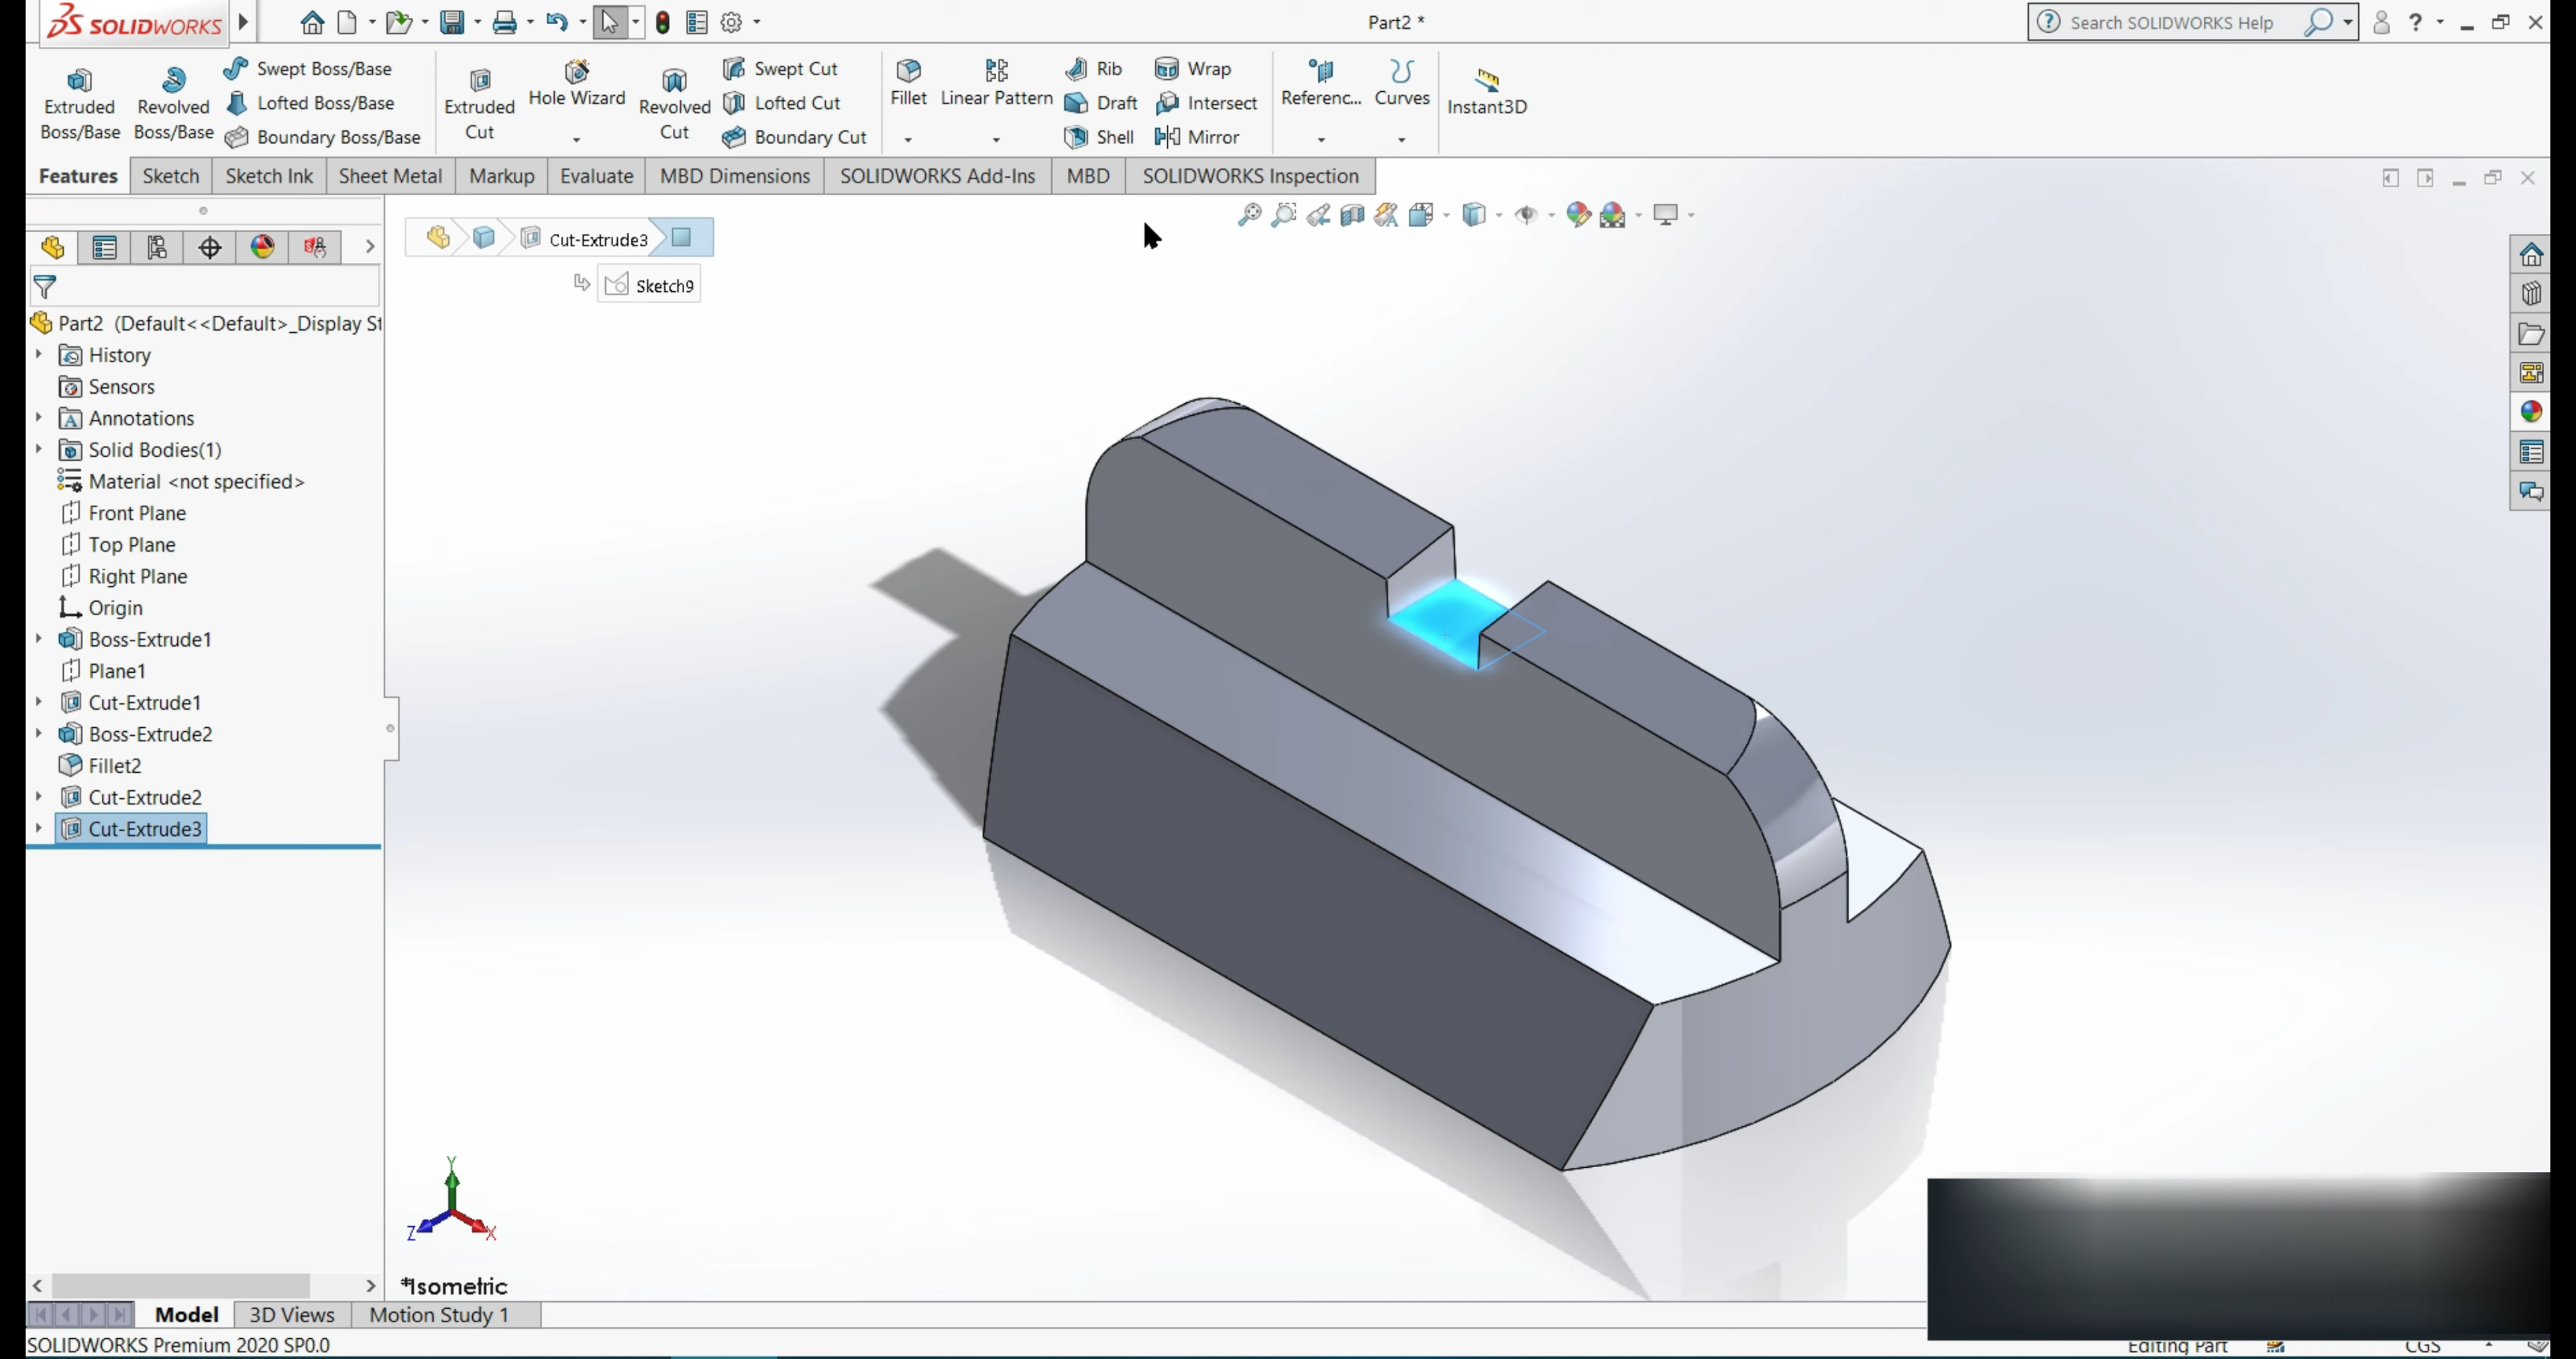 SOLIDWORKS
Part2 *
Search SOLIDWORKS Help
Extruded Boss/Base
Revolved Boss/Base
Swept Boss/Base
Lofted Boss/Base
Boundary Boss/Base
Extruded Cut
Hole Wizard
Revolved Cut
Swept Cut
Lofted Cut
Boundary Cut
Fillet
Linear Pattern
Rib
Draft
Shell
Wrap
Intersect
Mirror
Referenc...
Curves
Instant3D
Features
Sketch
Sketch Ink
Sheet Metal
Markup
Evaluate
MBD Dimensions
SOLIDWORKS Add-Ins
MBD
SOLIDWORKS Inspection
Cut-Extrude3
Sketch9
Part2 (Default<<Default>_Display St
History
Sensors
Annotations
Solid Bodies(1)
Material <not specified>
Front Plane
Top Plane
Right Plane
Origin
Boss-Extrude1
Plane1
Cut-Extrude1
Boss-Extrude2
Fillet2
Cut-Extrude2
Cut-Extrude3
Y
Z
X
*Isometric
Model
3D Views
Motion Study 1
SOLIDWORKS Premium 2020 SP0.0
Editing Part
CGS